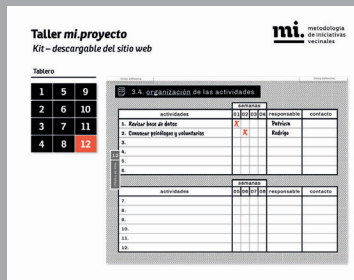 Taller mi.proyecto
Kit – descargable del sitio web
mi. metodología de iniciativas vecinales
Tablero
1 5 9
2 6 10
3 7 11
4 8 12
3.4. organización de las actividades
semanas
actividades 01 02 03 04 responsable contacto
1. Revisar base de datos X Patricia
2. Convocar psicólogos y voluntarios X Rodrigo
3.
4.
5.
6.
semanas
actividades 05 06 07 08 responsable contacto
7.
8.
9.
10.
11.
12.